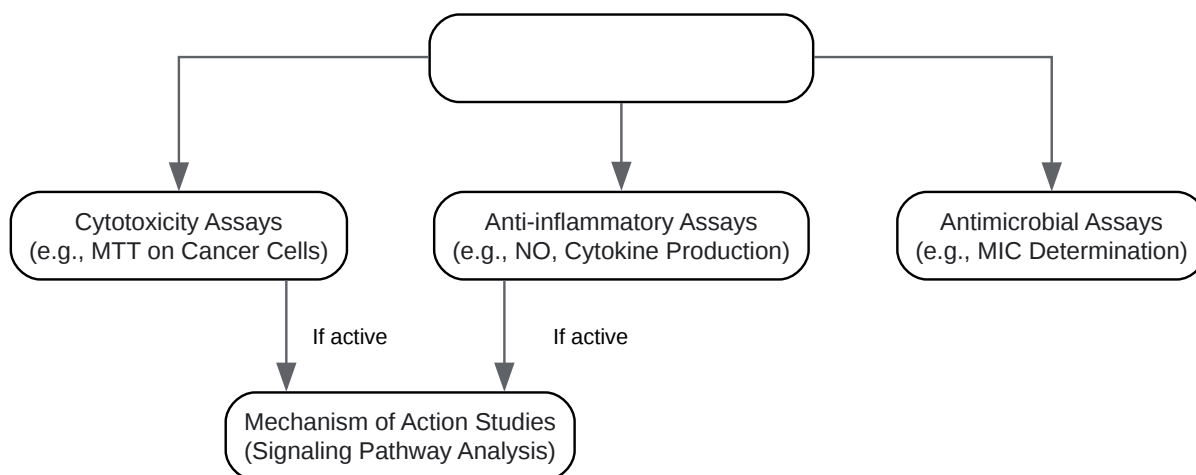 Cytotoxicity Assays
(e.g., MTT on Cancer Cells)
Anti-inflammatory Assays
(e.g., NO, Cytokine Production)
Antimicrobial Assays
(e.g., MIC Determination)
If active
If active
Mechanism of Action Studies
(Signaling Pathway Analysis)